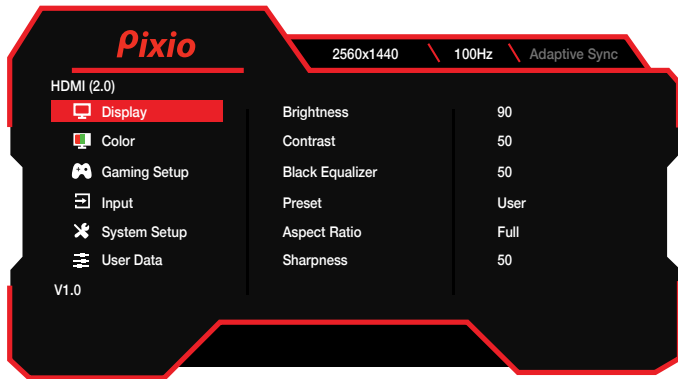 Pixio
2560x1440 \ 100Hz \ Adaptive Sync
HDMI (2.0)
Display Brightness 90
Color Contrast 50
Gaming Setup Black Equalizer 50
Input Preset User
System Setup Aspect Ratio Full
User Data Sharpness 50
V1.0